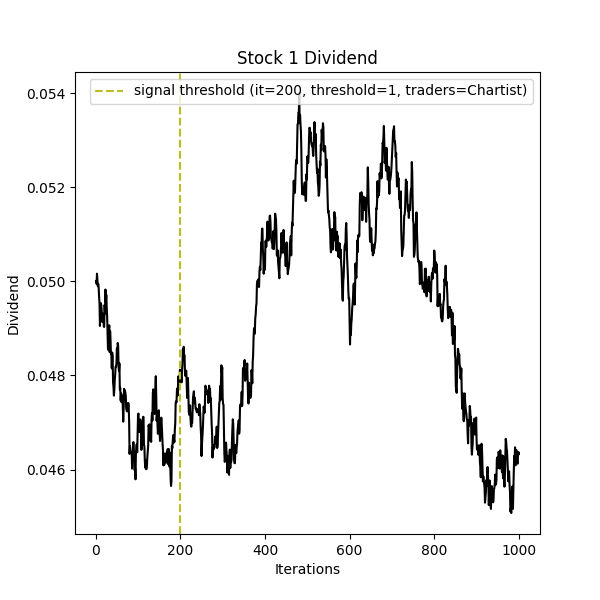 Stock 1 Dividend
signal threshold (it=200, threshold=1, traders=Chartist)
0.054
0.052
0.050
0.048
0.046
Dividend
0
200
400
600
800
1000
Iterations